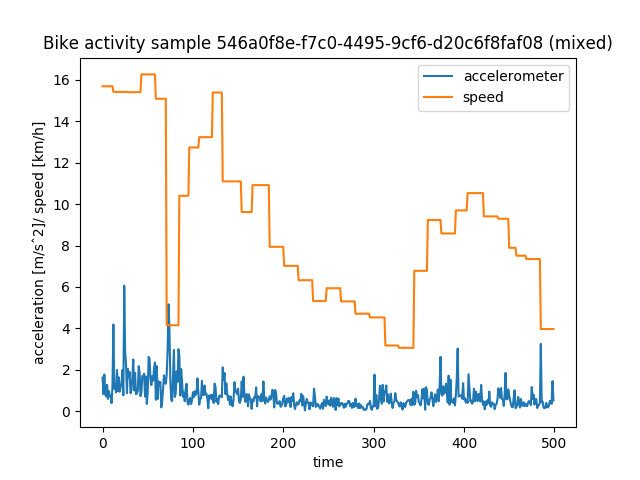 Bike activity sample 546a0f8e-f7c0-4495-9cf6-d20c6f8faf08 (mixed)
accelerometer
speed
acceleration [m/s^2]/ speed [km/h]
16
14
12
10
8
6
4
2
0
0 100 200 300 400 500
time